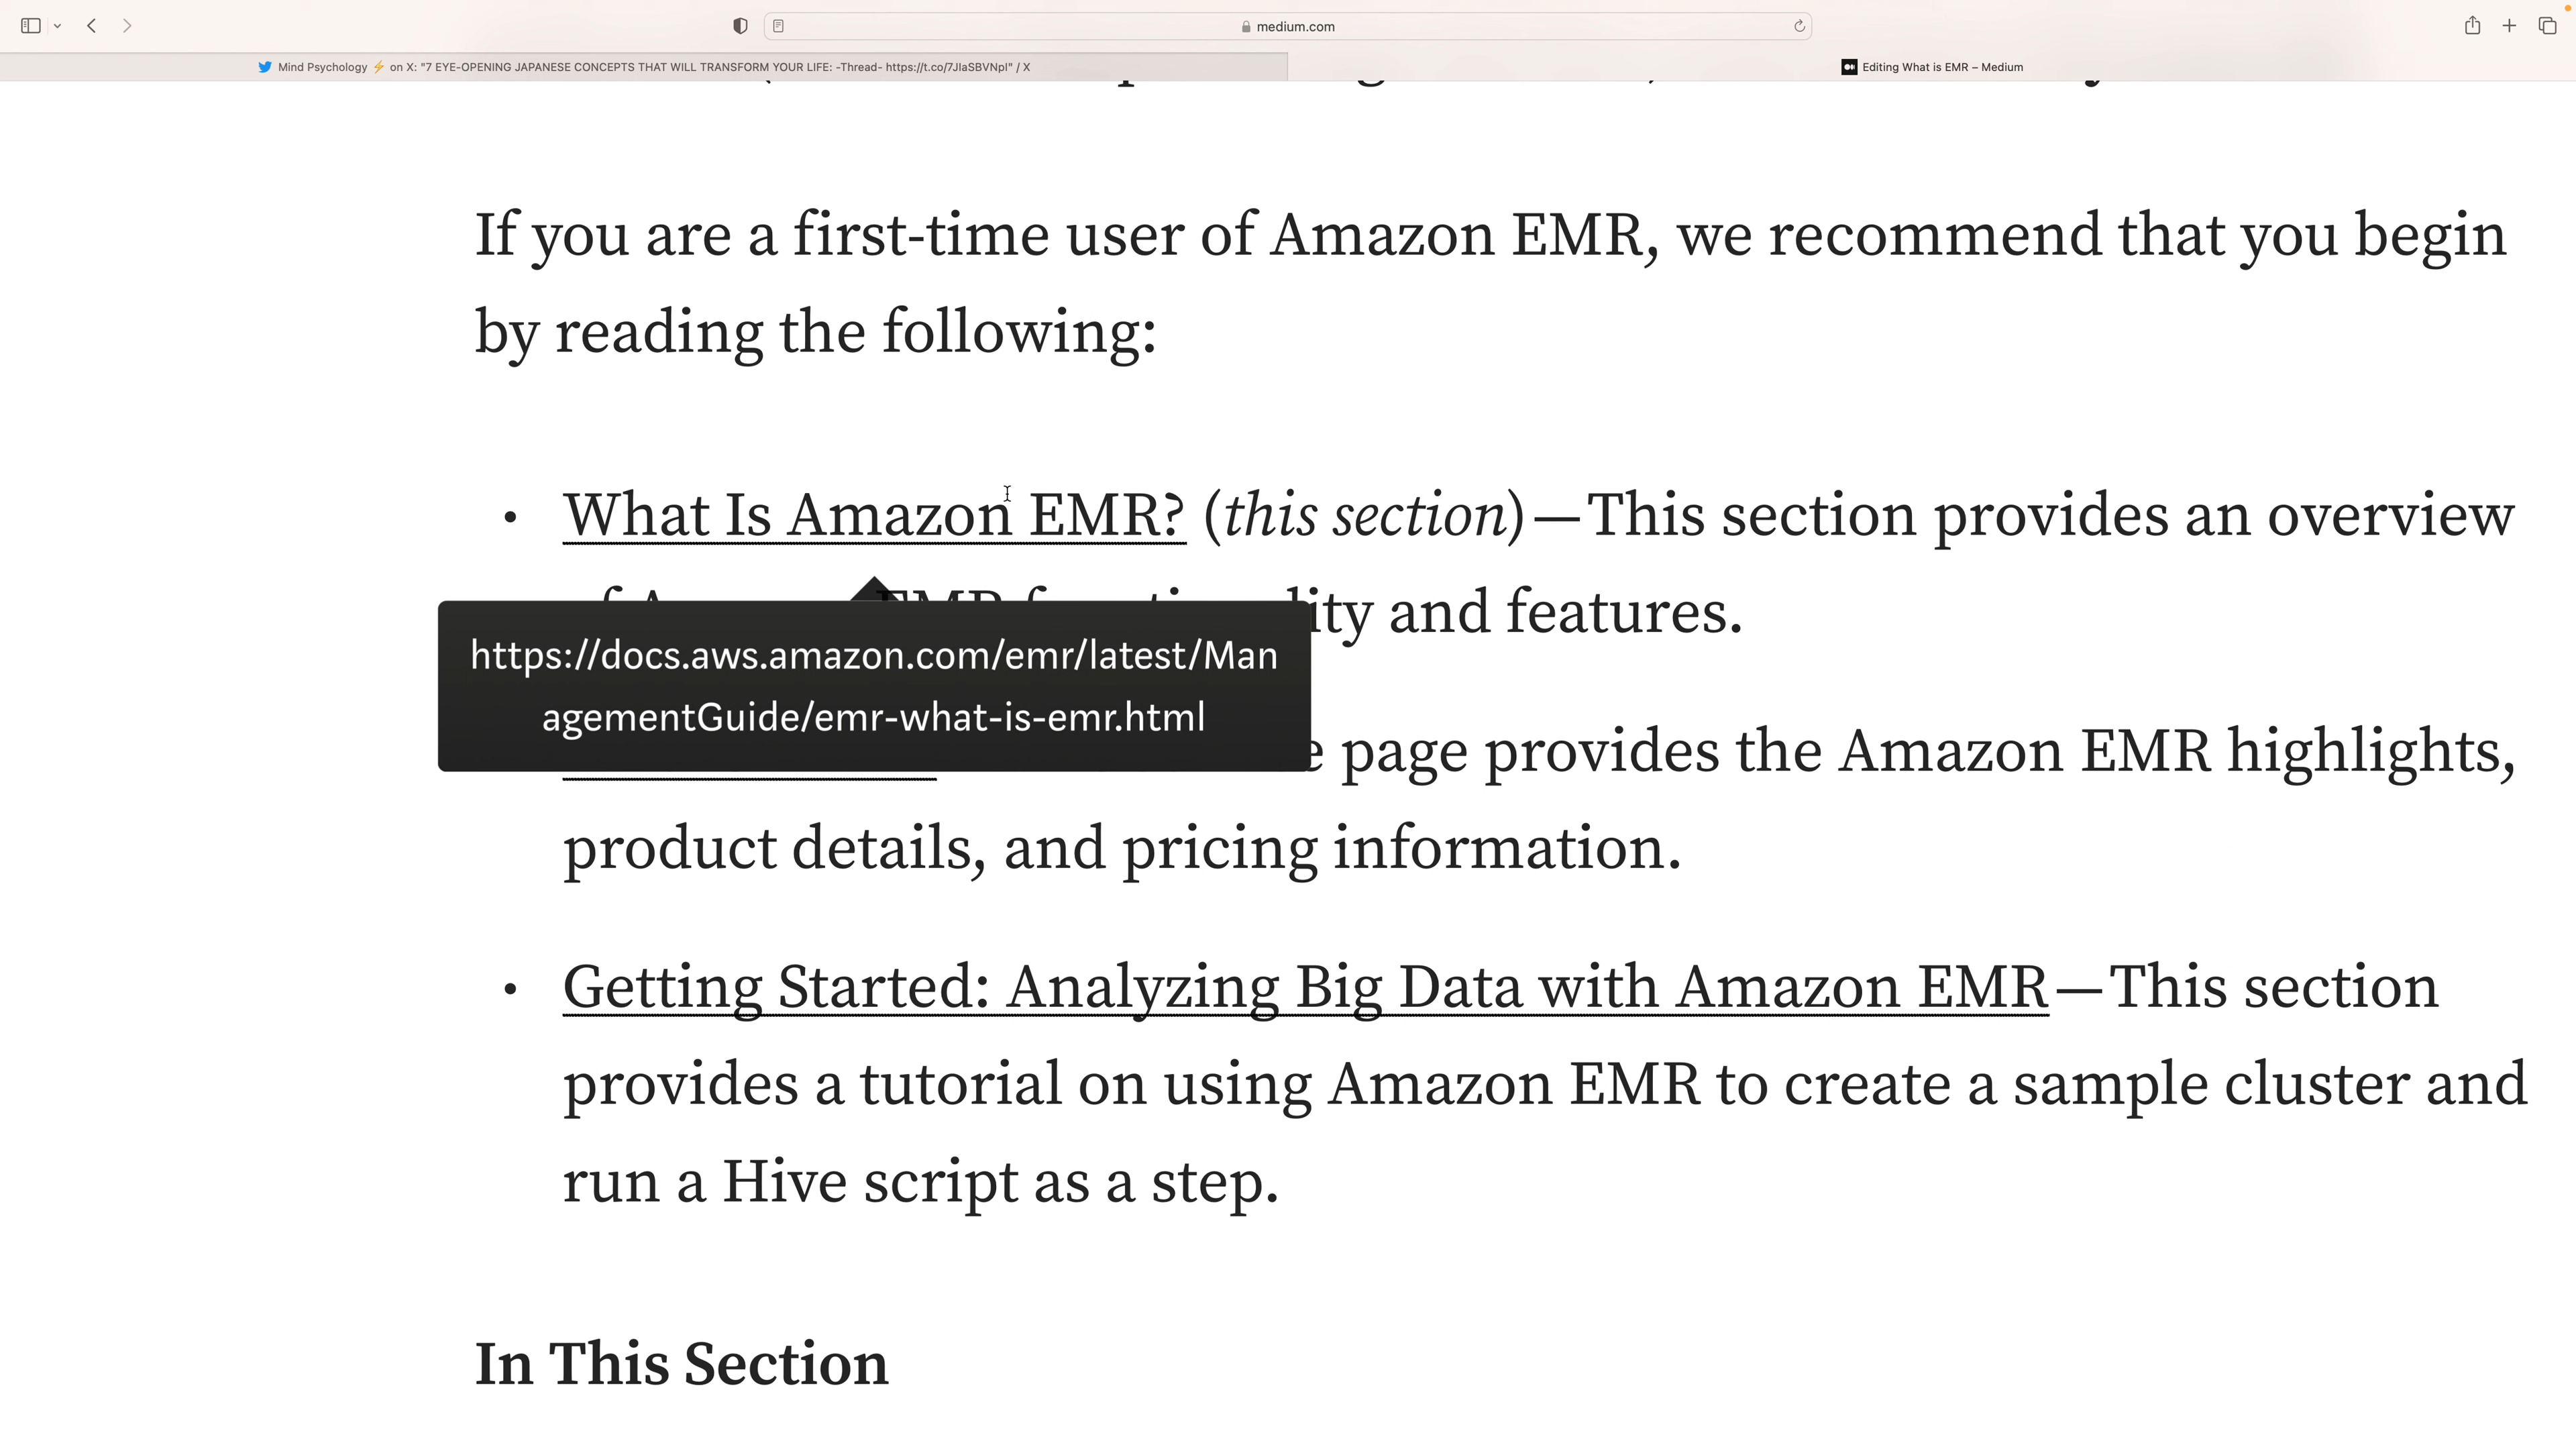 medium.com
Mind Psychology ⚡ on X: "7 EYE-OPENING JAPANESE CONCEPTS THAT WILL TRANSFORM YOUR LIFE: -Thread- https://t.co/7JIaSBVNpI" / X
Editing What is EMR – Medium
If you are a first-time user of Amazon EMR, we recommend that you begin
by reading the following:
• What Is Amazon EMR? (this section) — This section provides an overview
functionality and features.
https://docs.aws.amazon.com/emr/latest/Man
agementGuide/emr-what-is-emr.html
page provides the Amazon EMR highlights,
product details, and pricing information.
• Getting Started: Analyzing Big Data with Amazon EMR — This section
provides a tutorial on using Amazon EMR to create a sample cluster and
run a Hive script as a step.
In This Section